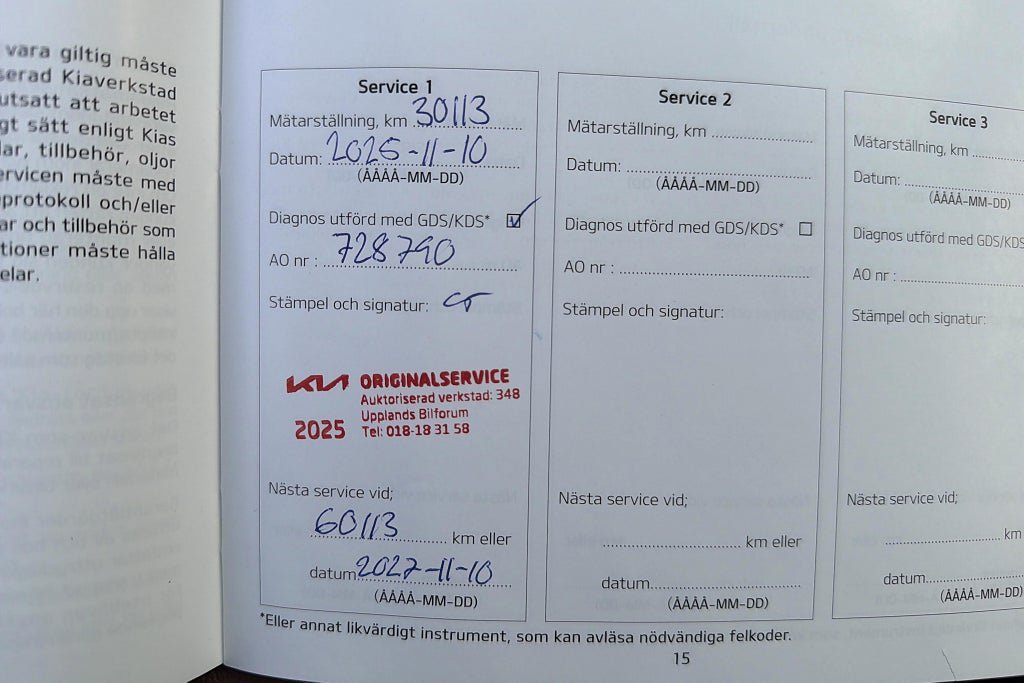 vara giltig måste
serad Kiaverkstad
utsatt att arbetet
gt sätt enligt Kias
lar, tillbehör, oljor
ervicen måste med
protokoll och/eller
ar och tillbehör som
tioner måste hålla
elar.
Service 1
Mätarställning, km 30113
Datum: 2025-11-10
(ÅÅÅÅ-MM-DD)
Diagnos utförd med GDS/KDS*
AO nr : 728790
Stämpel och signatur:
KIA ORIGINALSERVICE
Auktoriserad verkstad: 348
Upplands Bilforum
2025 Tel: 018-18 31 58
Nästa service vid;
60113 km eller
datum 2027-11-10
(ÅÅÅÅ-MM-DD)
Service 2
Mätarställning, km
Datum:
(ÅÅÅÅ-MM-DD)
Diagnos utförd med GDS/KDS*
AO nr :
Stämpel och signatur:
Nästa service vid;
km eller
datum
(ÅÅÅÅ-MM-DD)
Service 3
Mätarställning, km
Datum:
(ÅÅÅÅ-MM-DD)
Diagnos utförd med GDS/KDS
AO nr :
Stämpel och signatur:
Nästa service vid;
km
datum
(ÅÅÅÅ-MM-DD)
*Eller annat likvärdigt instrument, som kan avläsa nödvändiga felkoder.
15